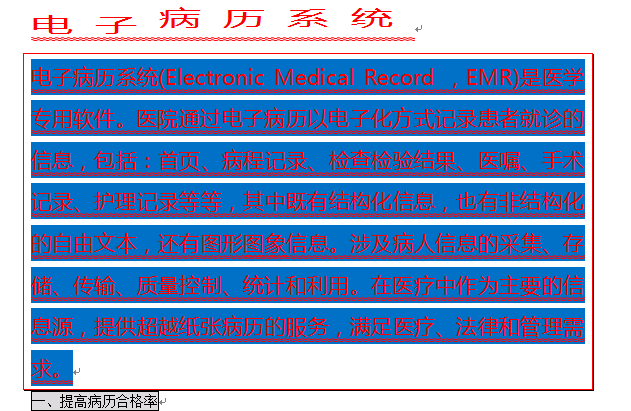 电子病历系统
电子病历系统(Electronic Medical Record ，EMR)是医学
专用软件。医院通过电子病历以电子化方式记录患者就诊的
信息，包括：首页、病程记录、检查检验结果、医嘱、手术
记录、护理记录等等，其中既有结构化信息，也有非结构化
的自由文本，还有图形图象信息。涉及病人信息的采集、存
储、传输、质量控制、统计和利用。在医疗中作为主要的信
息源，提供超越纸张病历的服务，满足医疗、法律和管理需
求。
一、提高病历合格率